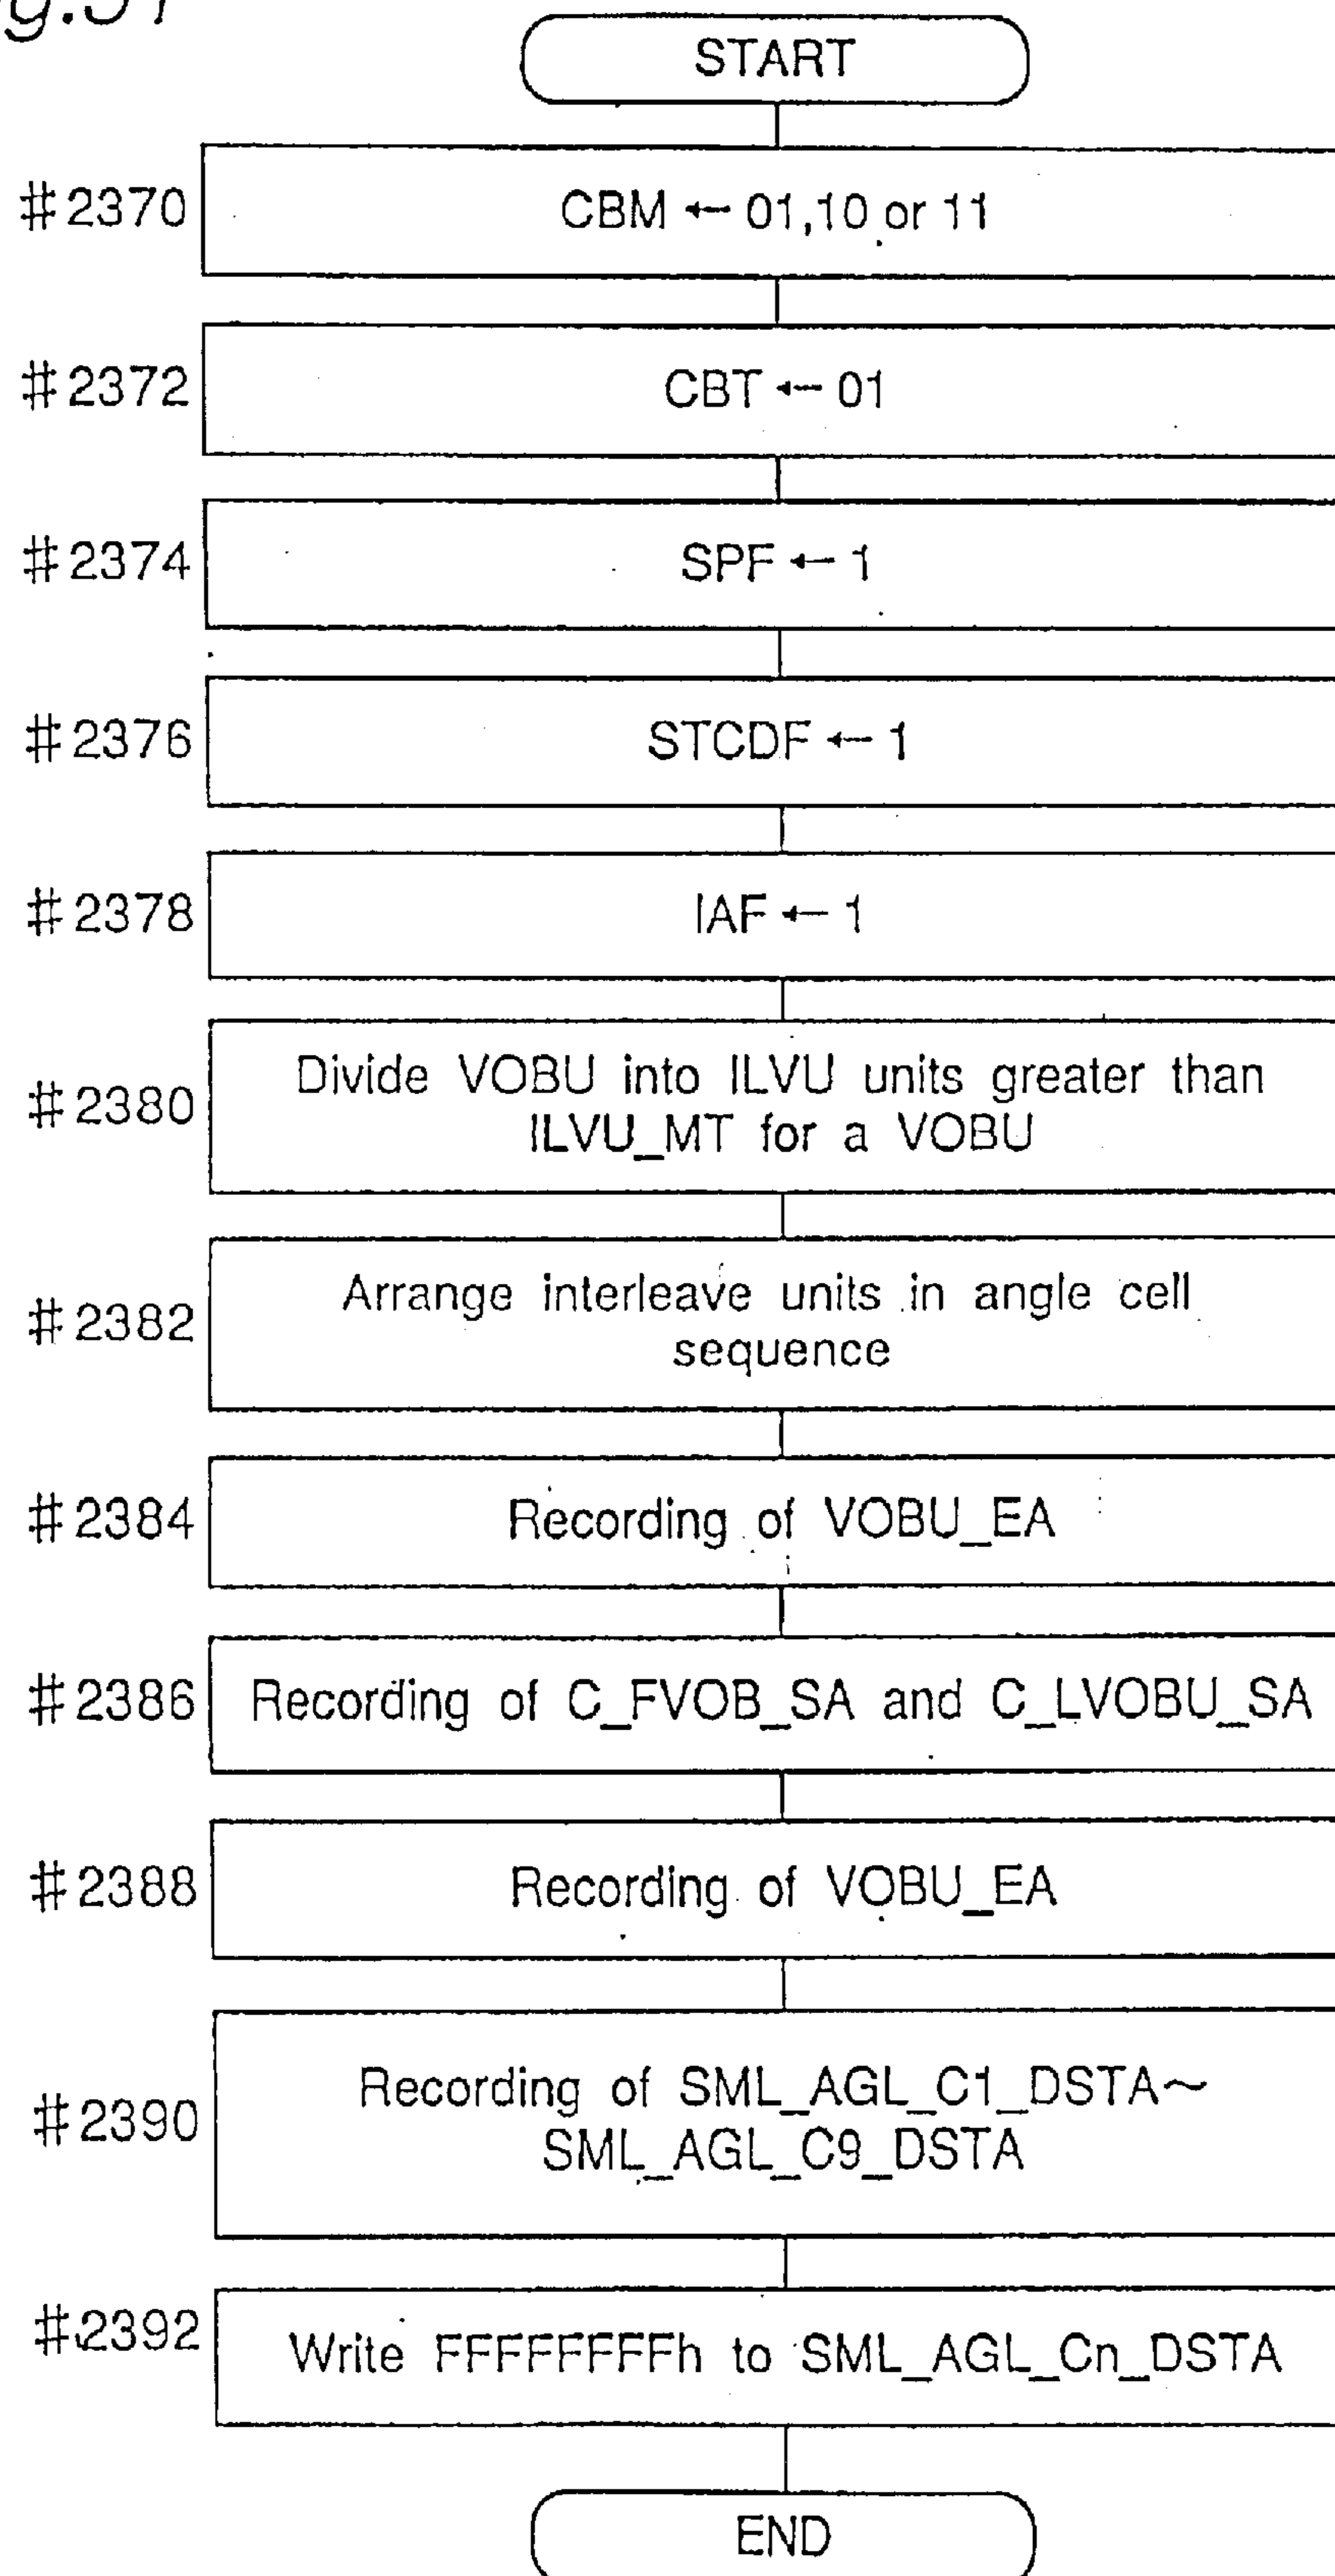 START
#2370 CBM ← 01,10 or 11
#2372 CBT ← 01
#2374 SPF ← 1
#2376 STCDF ← 1
#2378 IAF ← 1
#2380 Divide VOBU into ILVU units greater than
ILVU_MT for a VOBU
#2382 Arrange interleave units in angle cell
sequence
#2384 Recording of VOBU_EA
#2386 Recording of C_FVOB_SA and C_LVOBU_SA
#2388 Recording of VOBU_EA
#2390 Recording of SML_AGL_C1_DSTA~
SML_AGL_C9_DSTA
#2392 Write FFFFFFFFh to SML_AGL_Cn_DSTA
END